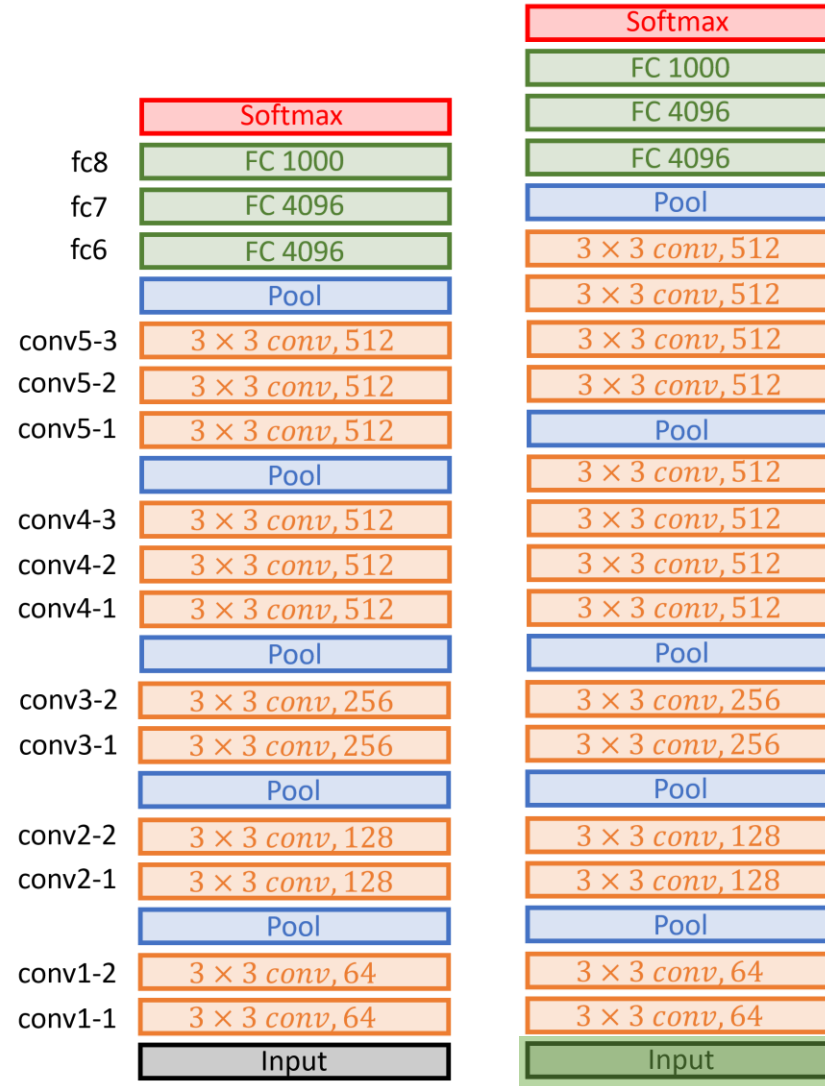 Softmax
fc8 FC 1000
fc7 FC 4096
fc6 FC 4096
Pool
conv5-3 3 × 3 conv, 512
conv5-2 3 × 3 conv, 512
conv5-1 3 × 3 conv, 512
Pool
conv4-3 3 × 3 conv, 512
conv4-2 3 × 3 conv, 512
conv4-1 3 × 3 conv, 512
Pool
conv3-2 3 × 3 conv, 256
conv3-1 3 × 3 conv, 256
Pool
conv2-2 3 × 3 conv, 128
conv2-1 3 × 3 conv, 128
Pool
conv1-2 3 × 3 conv, 64
conv1-1 3 × 3 conv, 64
Input
Softmax
FC 1000
FC 4096
FC 4096
Pool
3 × 3 conv, 512
3 × 3 conv, 512
3 × 3 conv, 512
3 × 3 conv, 512
Pool
3 × 3 conv, 512
3 × 3 conv, 512
3 × 3 conv, 512
3 × 3 conv, 512
Pool
3 × 3 conv, 256
3 × 3 conv, 256
Pool
3 × 3 conv, 128
3 × 3 conv, 128
Pool
3 × 3 conv, 64
3 × 3 conv, 64
Input